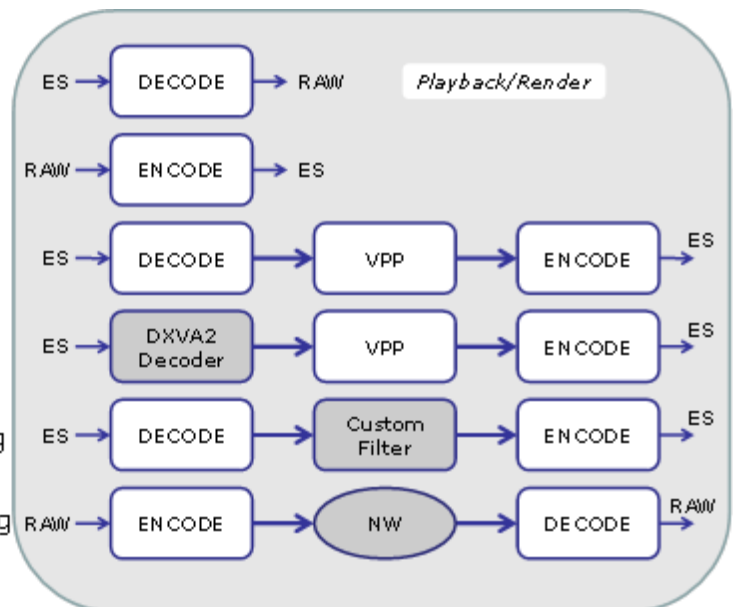 ES DECODE RAW Playback/Render
RAW ENCODE ES
ES DECODE VPP ENCODE ES
ES DXVA2 Decoder VPP ENCODE ES
g ES DECODE Custom Filter ENCODE ES
g RAW ENCODE NW DECODE RAW